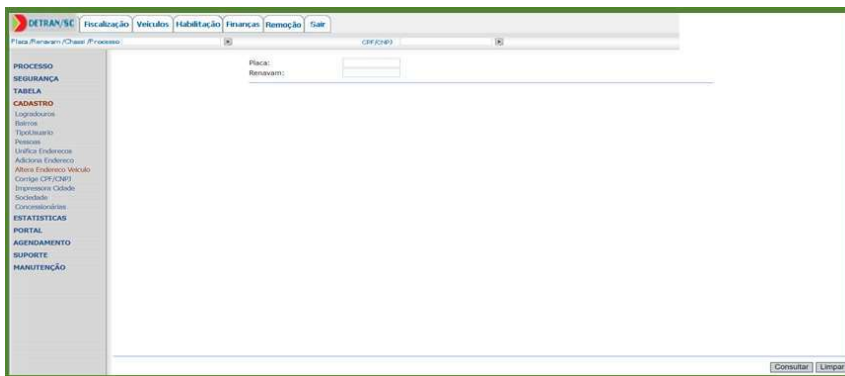 DETRAN/SC Fiscalização Veículos Habilitação Finanças Remoção Sair
Placa /Renavam /Chassi /Processo: CPF/CNPJ
Placa:
Renavam:
PROCESSO
SEGURANÇA
TABELA
CADASTRO
Logradouros
Bairros
TipoUsuario
Pessoas
Unifica Enderecos
Adiciona Endereco
Altera Endereco Veiculo
Corrige CPF/CNPJ
Impressora Cidade
Sociedade
Concessionárias
ESTATISTICAS
PORTAL
AGENDAMENTO
SUPORTE
MANUTENÇÃO
Consultar Limpar